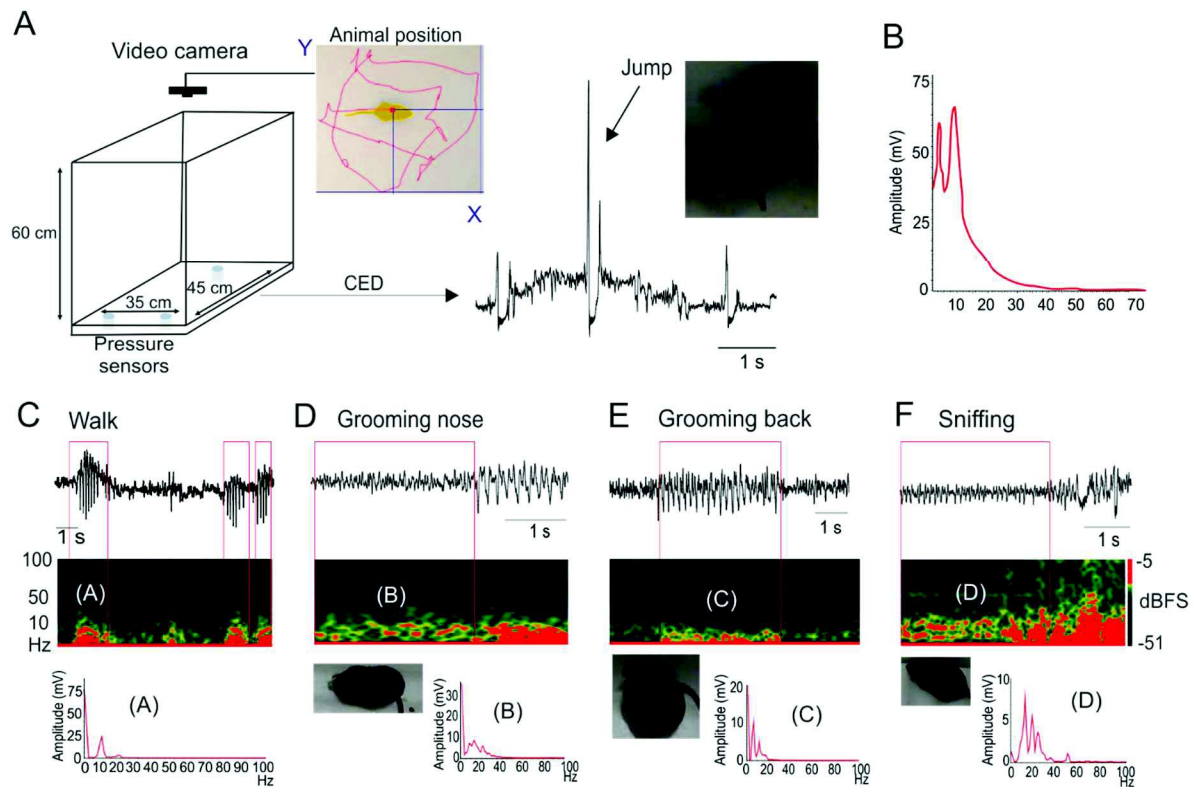 A
Video camera
Y
Animal position
X
60 cm
35 cm
45 cm
Pressure
sensors
CED
Jump
1 s
B
75
50
25
0
Amplitude (mV)
10 20 30 40 50 60 70
C Walk
1 s
100
50
10
Hz
(A)
Amplitude (mV)
75
50
25
0
(A)
0 10 20 30 40 50 60 70 80 90 100
Hz
D Grooming nose
1 s
(B)
Amplitude (mV)
30
20
10
0
(B)
0 20 40 60 80 100
Hz
E Grooming back
1 s
(C)
Amplitude (mV)
20
15
10
5
0
(C)
0 20 40 60 80 100
Hz
F Sniffing
1 s
(D)
-5
dBFS
-51
Amplitude (mV)
10
5
0
(D)
0 20 40 60 80 100
Hz